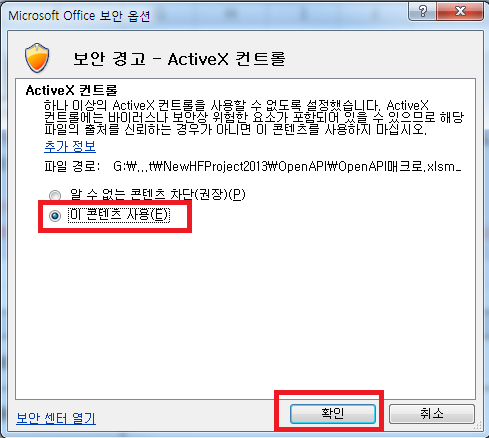 Microsoft Office 보안 옵션
보안 경고 - ActiveX 컨트롤
ActiveX 컨트롤
하나 이상의 ActiveX 컨트롤을 사용할 수 없도록 설정했습니다. ActiveX
컨트롤에는 바이러스나 보안상 위험한 요소가 포함되어 있을 수 있으므로 해당
파일의 출처를 신뢰하는 경우가 아니면 이 콘텐츠를 사용하지 마십시오.
추가 정보
파일 경로: G:₩...t₩NewHFProject2013₩OpenAPI₩OpenAPI매크로.xlsm
알 수 없는 콘텐츠 차단(권장)(P)
이 콘텐츠 사용(E)
보안 센터 열기
확인
취소